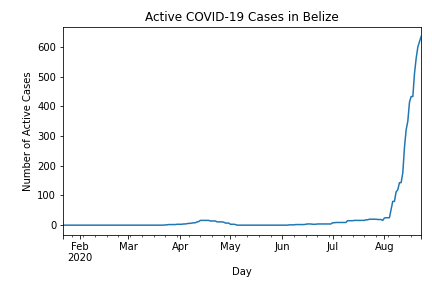 Active COVID-19 Cases in Belize
Number of Active Cases
600
500
400
300
200
100
0
Feb Mar Apr May Jun Jul Aug
2020
Day